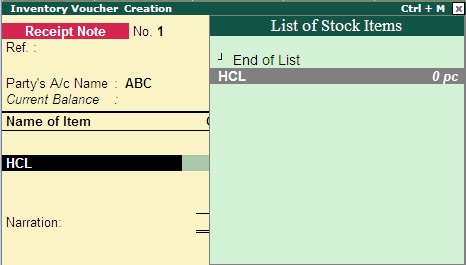 Inventory Voucher Creation Ctrl + M
Receipt Note No. 1
Ref. :
Party's A/c Name : ABC
Current Balance :
Name of Item
HCL
Narration:
List of Stock Items
End of List
HCL 0 pc